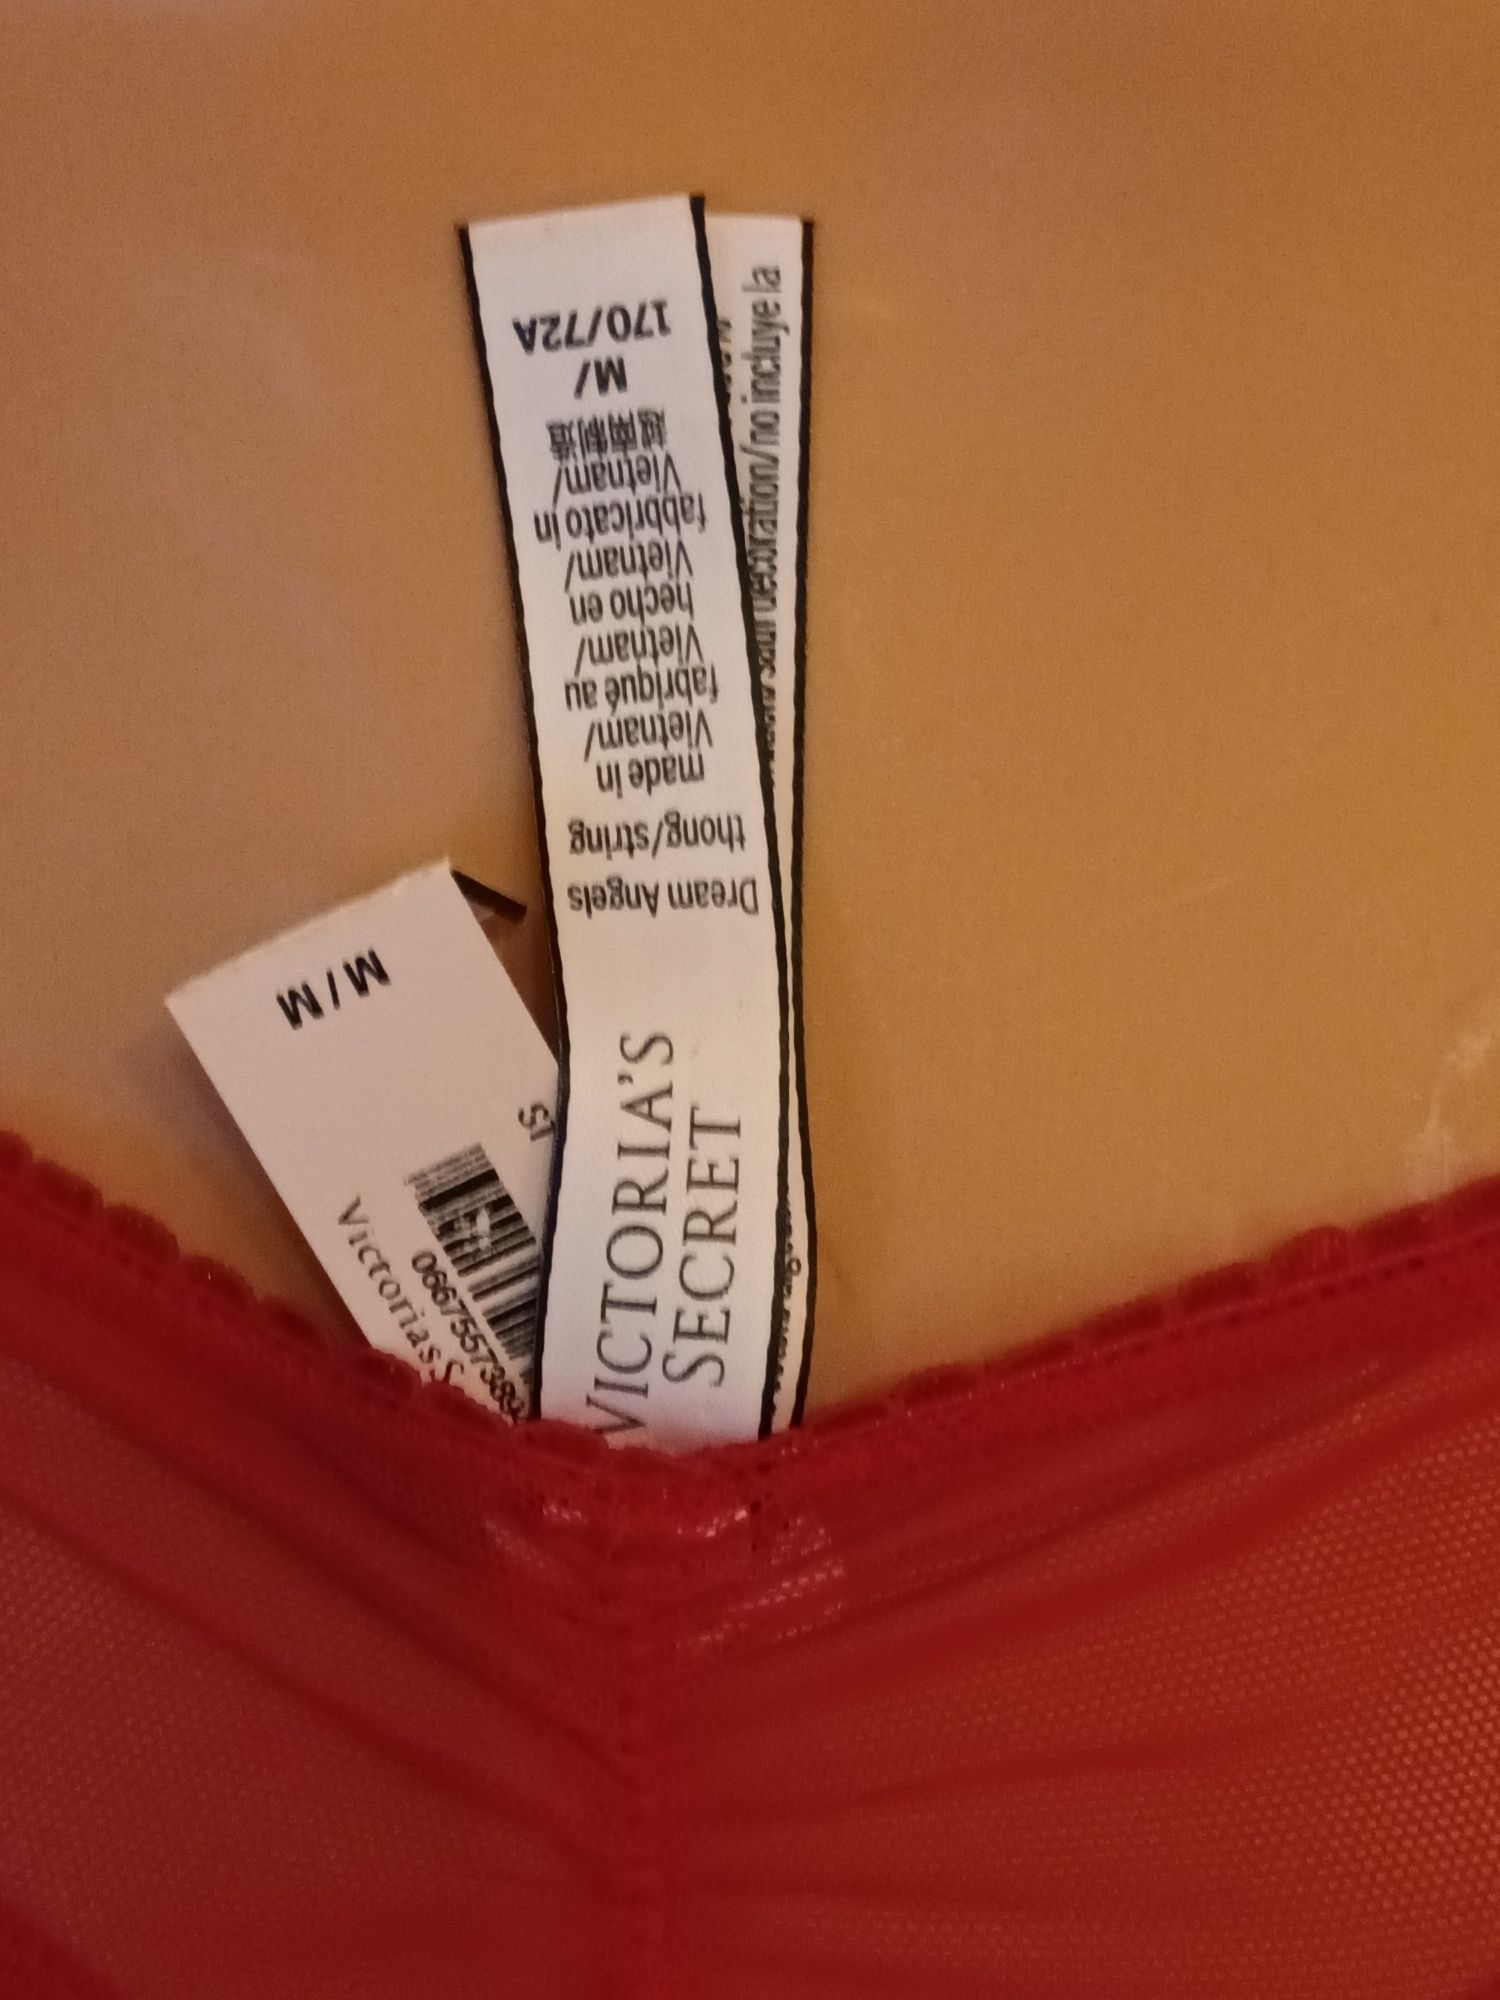 VICTORIA'S
SECRET
Dream Angels
thong/string
made in
Vietnam/
fabriqué au
Vietnam/
hecho en
Vietnam/
fabbricato in
Vietnam/
越南制造
M/
170/72A
decoration/no incluye la
M/M
Victorias